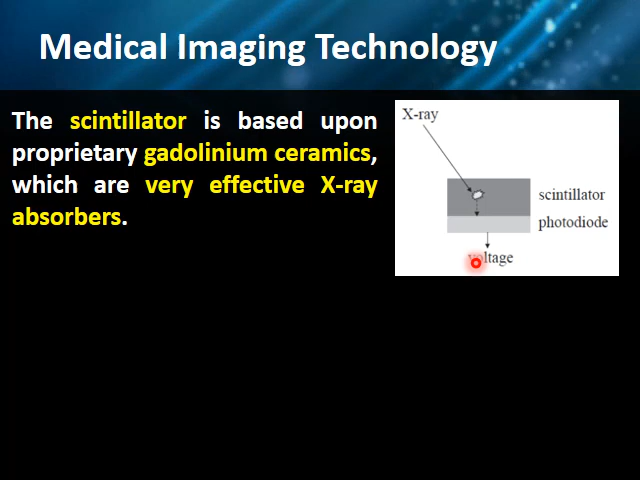 Medical Imaging Technology
The scintillator is based upon
proprietary gadolinium ceramics,
which are very effective X-ray
absorbers.
X-ray
scintillator
photodiode
voltage